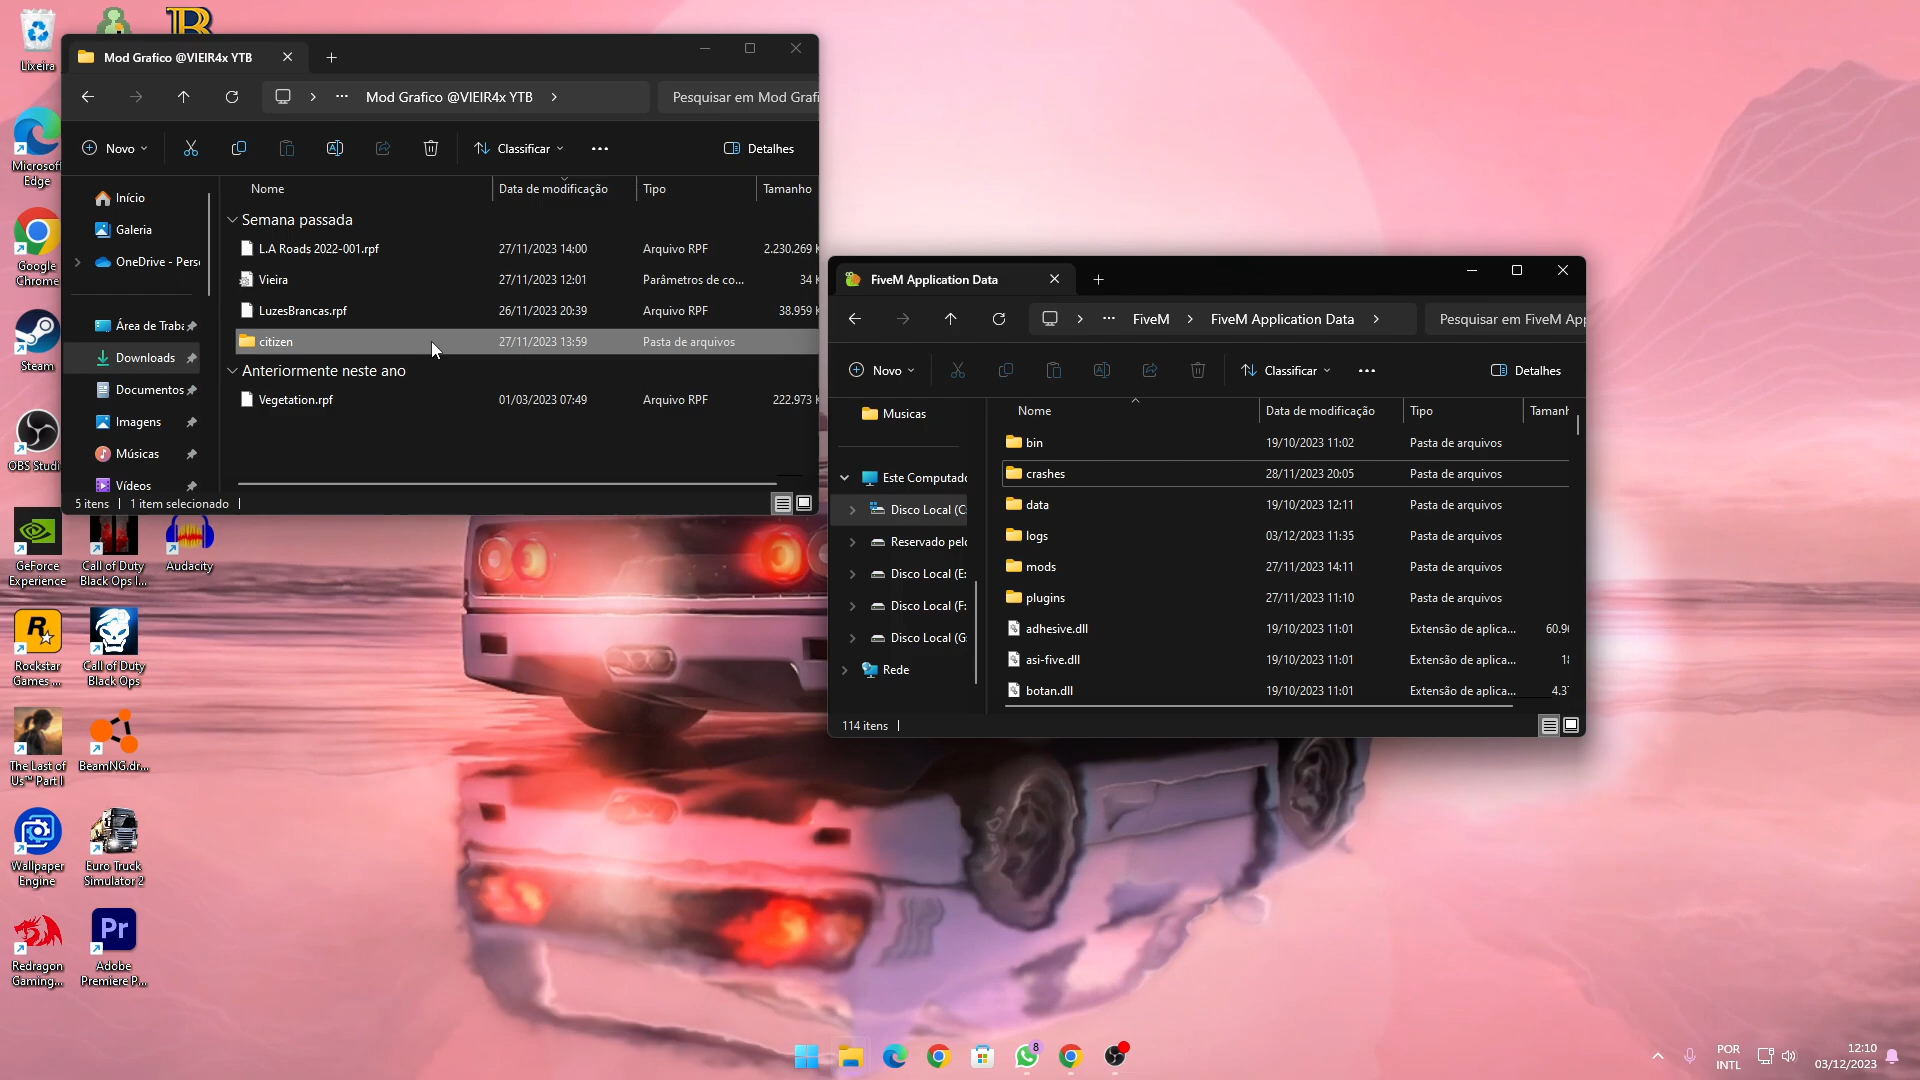 Lixeira
Microsoft
Edge
Google
Chrome
Steam
OBS Studi
GeForce
Experience
Call of Duty
Black Ops I...
Audacity
Rockstar
Games ...
Call of Duty
Black Ops
The Last of
Us™ Part I
BeamNG.dr...
Wallpaper
Engine
Euro Truck
Simulator 2
Redragon
Gaming...
Pr
Adobe
Premiere P...
Mod Grafico @VIEIR4x YTB
Mod Grafico @VIEIR4x YTB
Pesquisar em Mod Grafi
Novo
Classificar
Detalhes
Início
Galeria
OneDrive - Pers
Área de Traba
Downloads
Documentos
Imagens
Músicas
Vídeos
Nome Data de modificação Tipo Tamanho
Semana passada
L.A Roads 2022-001.rpf 27/11/2023 14:00 Arquivo RPF 2.230.269 K
Vieira 27/11/2023 12:01 Parâmetros de co... 34 K
LuzesBrancas.rpf 26/11/2023 20:39 Arquivo RPF 38.959 K
citizen 27/11/2023 13:59 Pasta de arquivos
Anteriormente neste ano
Vegetation.rpf 01/03/2023 07:49 Arquivo RPF 222.973 K
5 itens 1 item selecionado
FiveM Application Data
FiveM FiveM Application Data
Pesquisar em FiveM Ap
Novo
Classificar
Detalhes
Musicas
Este Computado
Disco Local (C:
Reservado pelo
Disco Local (E:
Disco Local (F:
Disco Local (G:
Rede
Nome Data de modificação Tipo Tamanh
bin 19/10/2023 11:02 Pasta de arquivos
crashes 28/11/2023 20:05 Pasta de arquivos
data 19/10/2023 12:11 Pasta de arquivos
logs 03/12/2023 11:35 Pasta de arquivos
mods 27/11/2023 14:11 Pasta de arquivos
plugins 27/11/2023 11:10 Pasta de arquivos
adhesive.dll 19/10/2023 11:01 Extensão de aplica... 60.9
asi-five.dll 19/10/2023 11:01 Extensão de aplica...
botan.dll 19/10/2023 11:01 Extensão de aplica... 4.3
114 itens
8
POR
INTL
12:10
03/12/2023